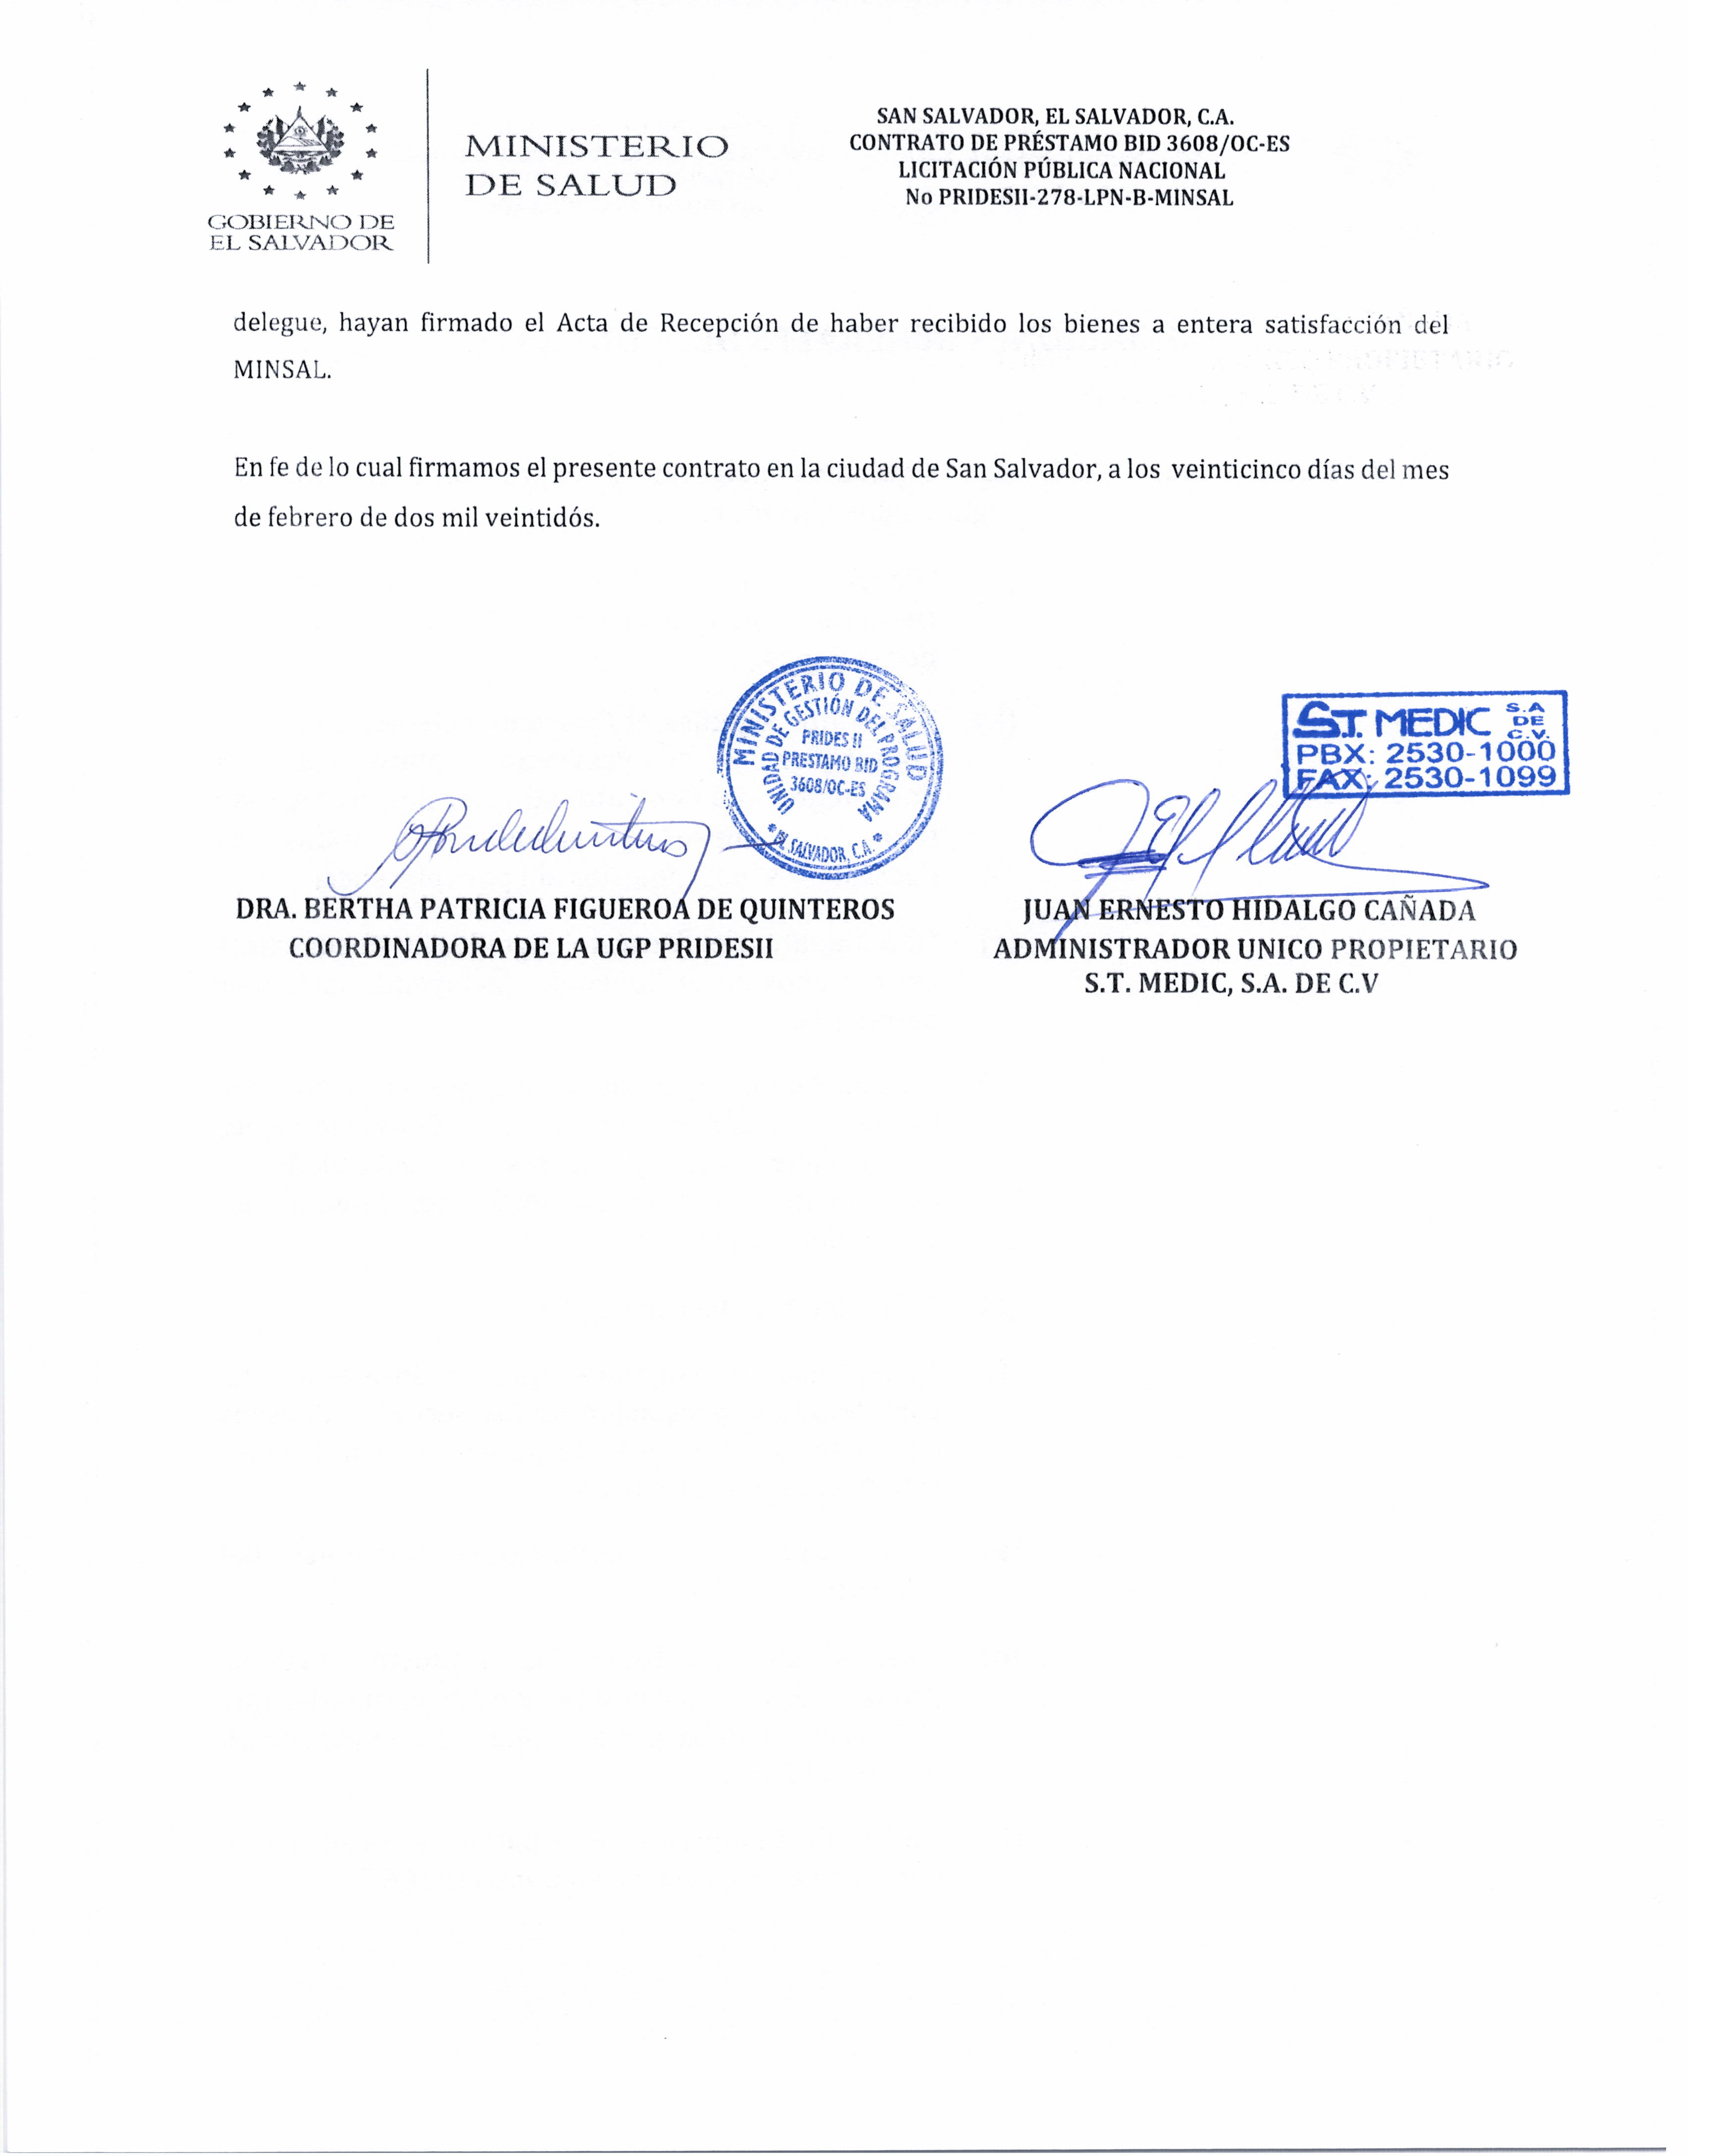 GOBIERNO DE
EL SALVADOR
MINISTERIO
DE SALUD
SAN SALVADOR, EL SALVADOR, C.A.
CONTRATO DE PRÉSTAMO BID 3608/OC-ES
LICITACIÓN PÚBLICA NACIONAL
No PRIDESII-278-LPN-B-MINSAL
delegue, hayan firmado el Acta de Recepción de haber recibido los bienes a entera satisfacción del
MINSAL.
En fe de lo cual firmamos el presente contrato en la ciudad de San Salvador, a los veinticinco días del mes
de febrero de dos mil veintidós.
MINISTERIO DE SALUD
UNIDAD DE GESTIÓN DEL PROGRAMA
PRIDES II
PRESTAMO BID
3608/OC-ES
SALVADOR, C.A.
S.T. MEDIC S.A DE C.V.
PBX: 2530-1000
FAX: 2530-1099
DRA. BERTHA PATRICIA FIGUEROA DE QUINTEROS
COORDINADORA DE LA UGP PRIDESII
JUAN ERNESTO HIDALGO CAÑADA
ADMINISTRADOR UNICO PROPIETARIO
S.T. MEDIC, S.A. DE C.V